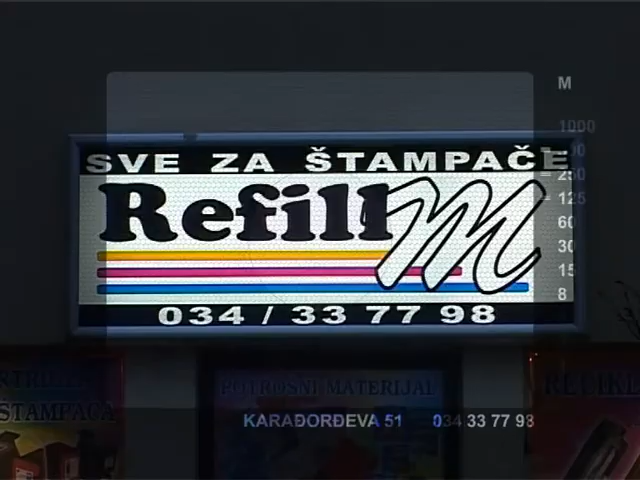 M
1000
SVE ZA ŠTAMPAČE
250
Refill M
125
60
30
15
8
034 / 33 77 98
POTROŠNI MATERIJAL
ŠTAMPAČA
KARAĐORĐEVA 51 034 33 77 98